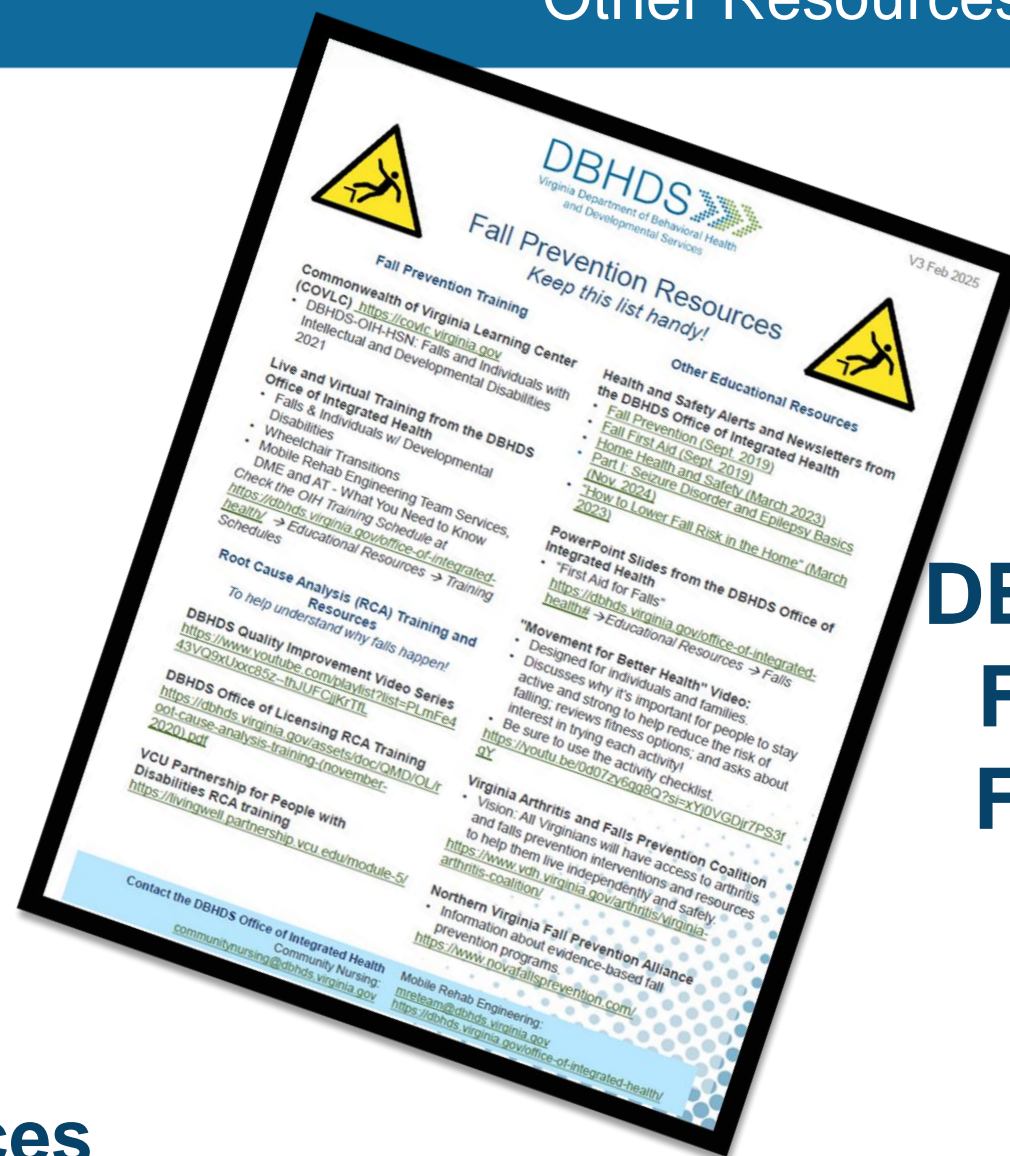 Other Resources
DBHDS
Virginia Department of Behavioral Health
and Developmental Services
V3 Feb 2025
Fall Prevention Resources
Keep this list handy!
Fall Prevention Training
Commonwealth of Virginia Learning Center
(COVLC) https://covlc.virginia.gov
• DBHDS-OIH-HSN: Falls and Individuals with
Intellectual and Developmental Disabilities
2021
Live and Virtual Training from the DBHDS
Office of Integrated Health
• Falls & Individuals w/ Developmental
Disabilities
• Wheelchair Transitions
• Mobile Rehab Engineering Team Services,
DME and AT - What You Need to Know
Check the OIH Training Schedule at
https://dbhds.virginia.gov/office-of-integrated-
health/ → Educational Resources → Training
Schedules
Root Cause Analysis (RCA) Training and
Resources
To help understand why falls happen!
DBHDS Quality Improvement Video Series
https://www.youtube.com/playlist?list=PLmFe4
43VQ9xUxxc85z--thJUFCjjKrTfL
DBHDS Office of Licensing RCA Training
https://dbhds.virginia.gov/assets/doc/QMD/OL/r
oot-cause-analysis-training-(november-
2020).pdf
VCU Partnership for People with
Disabilities RCA training
https://livingwell.partnership.vcu.edu/module-5/
Other Educational Resources
Health and Safety Alerts and Newsletters from
the DBHDS Office of Integrated Health
• Fall Prevention (Sept. 2019)
• Fall First Aid (Sept. 2019)
• Home Health and Safety (March 2023)
• Part I: Seizure Disorder and Epilepsy Basics
(Nov. 2024)
• "How to Lower Fall Risk in the Home" (March
2023)
PowerPoint Slides from the DBHDS Office of
Integrated Health
• "First Aid for Falls"
https://dbhds.virginia.gov/office-of-integrated-
health# → Educational Resources → Falls
"Movement for Better Health" Video:
• Designed for individuals and families.
• Discusses why it's important for people to stay
active and strong to help reduce the risk of
falling; reviews fitness options; and asks about
interest in trying each activity!
• Be sure to use the activity checklist.
https://youtu.be/0d07zy6qg8Q?si=xYj0VGDjr7PS3f
gY
Virginia Arthritis and Falls Prevention Coalition
• Vision: All Virginians will have access to arthritis
and falls prevention interventions and resources
to help them live independently and safely.
https://www.vdh.virginia.gov/arthritis/virginia-
arthritis-coalition/
Northern Virginia Fall Prevention Alliance
• Information about evidence-based fall
prevention programs.
https://www.novafallsprevention.com/
Contact the DBHDS Office of Integrated Health
Community Nursing:
communitynursing@dbhds.virginia.gov
Mobile Rehab Engineering:
mreteam@dbhds.virginia.gov
https://dbhds.virginia.gov/office-of-integrated-health/